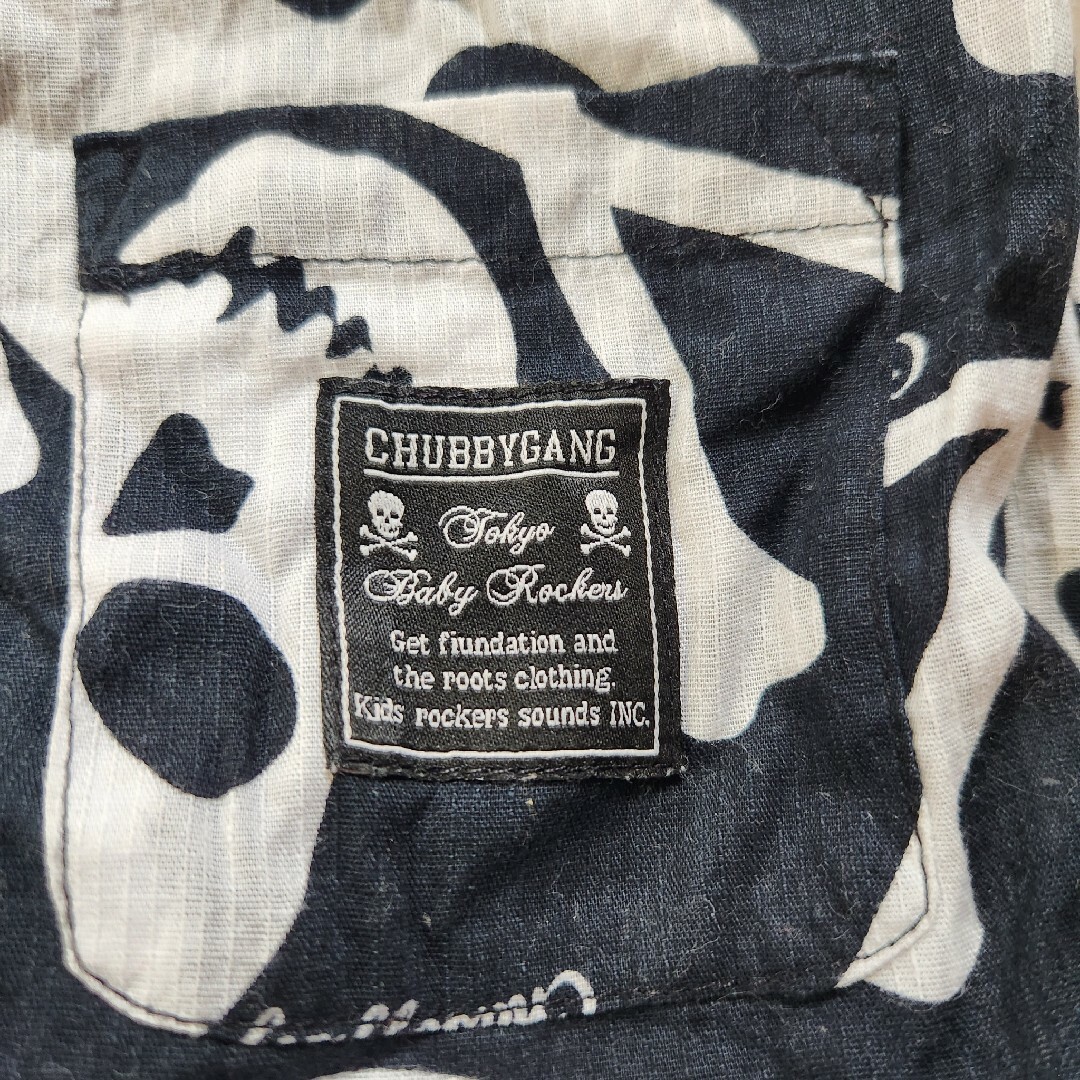 CHUBBYGANG
Tokyo
Baby Rockers
Get fiundation and
the roots clothing.
Kids rockers sounds INC.